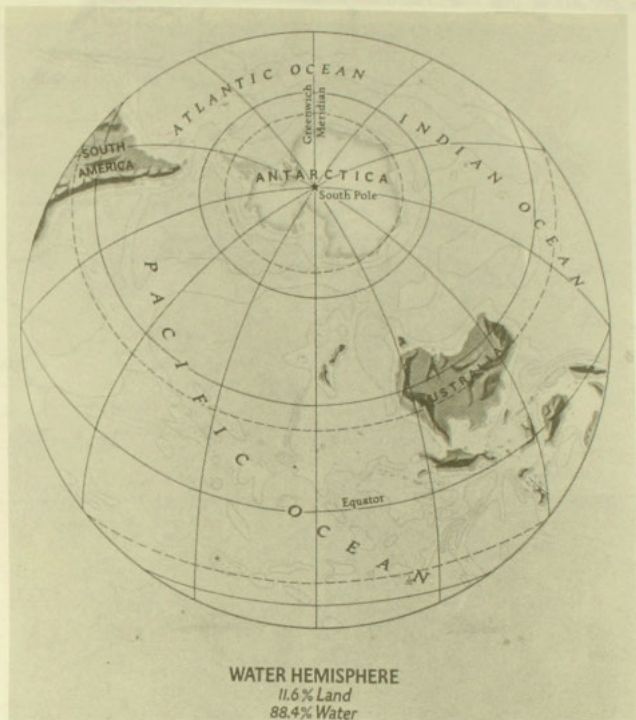 ATLANTIC OCEAN
Greenwich
Meridian
INDIAN OCEAN
SOUTH
AMERICA
ANTARCTICA
South Pole
PACIFIC OCEAN
AUSTRALIA
Equator
WATER HEMISPHERE
11.6% Land
88.4% Water